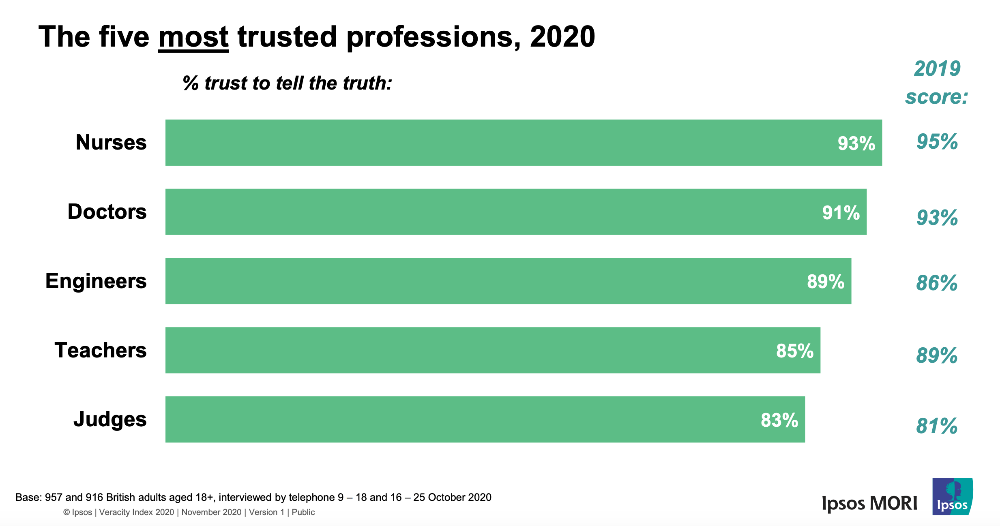 The five most trusted professions, 2020
% trust to tell the truth:
2019
score:
Nurses 93% 95%
Doctors 91% 93%
Engineers 89% 86%
Teachers 85% 89%
Judges 83% 81%
Base: 957 and 916 British adults aged 18+, interviewed by telephone 9 – 18 and 16 – 25 October 2020
© Ipsos | Veracity Index 2020 | November 2020 | Version 1 | Public
Ipsos MORI
Ipsos